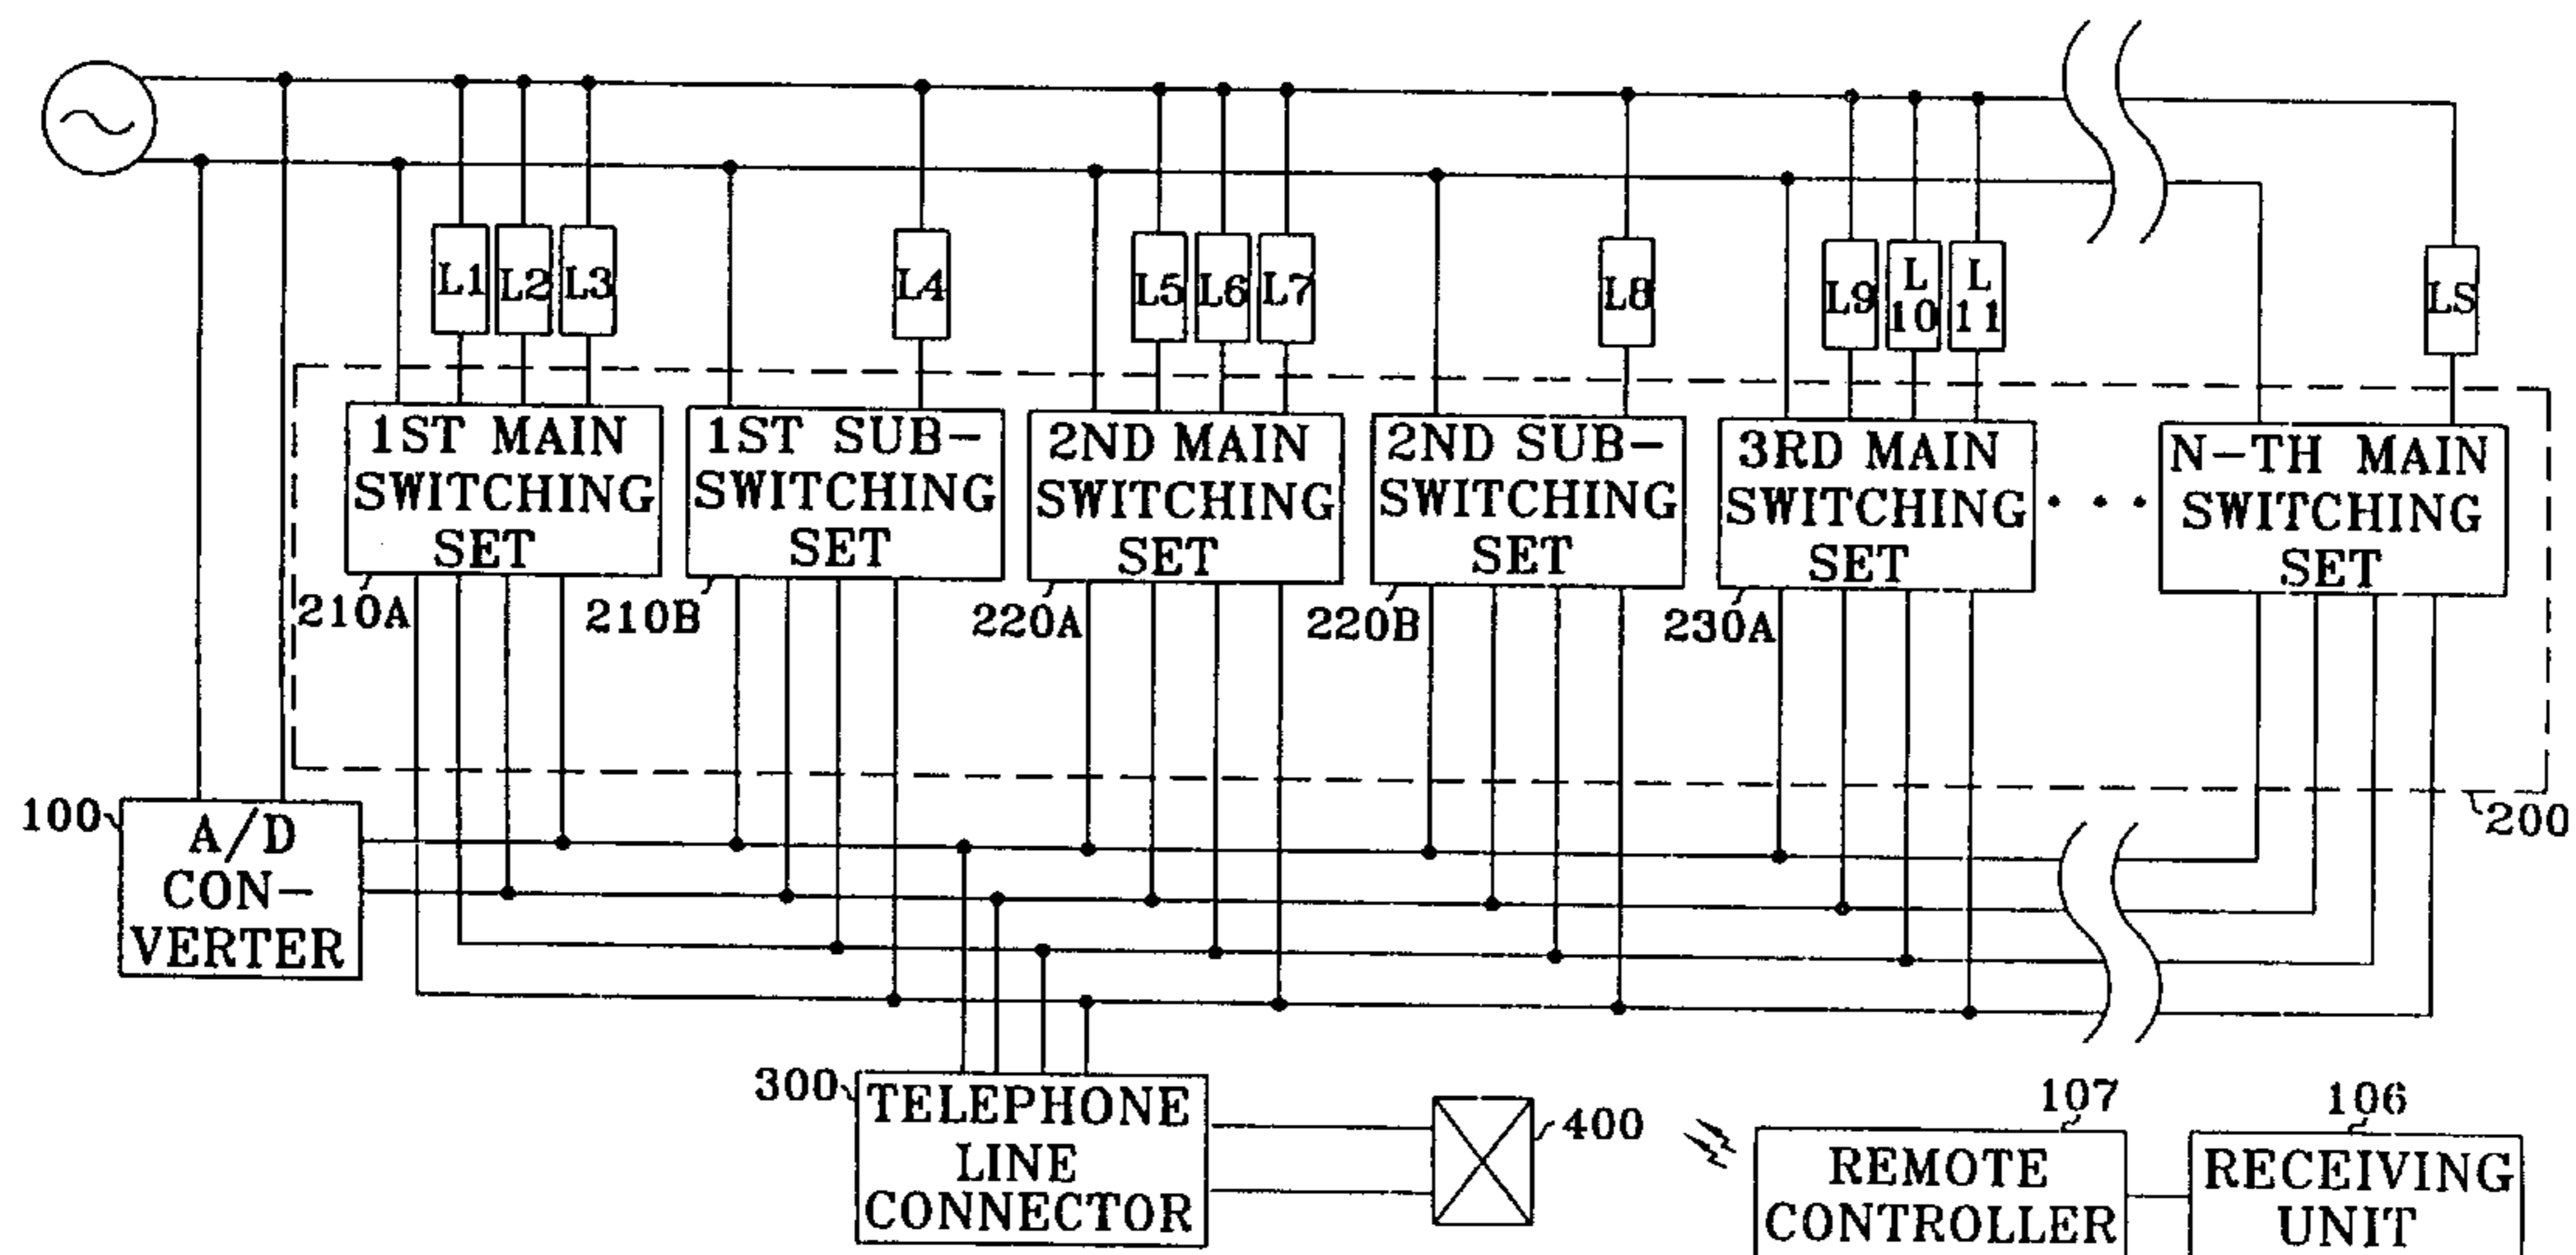 L1 L2 L3 L4 L5 L6 L7 L8 L9 L 10 L 11 LS
1ST MAIN
SWITCHING
SET
210A
1ST SUB-
SWITCHING
SET
210B
2ND MAIN
SWITCHING
SET
220A
2ND SUB-
SWITCHING
SET
220B
3RD MAIN
SWITCHING
SET
230A
N-TH MAIN
SWITCHING
SET
200
100
A/D
CON-
VERTER
300
TELEPHONE
LINE
CONNECTOR
400
107
REMOTE
CONTROLLER
106
RECEIVING
UNIT